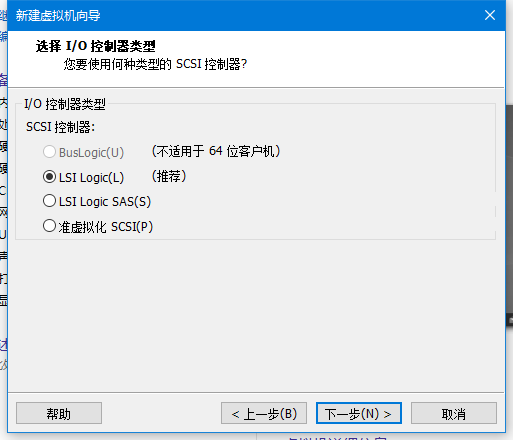 新建虚拟机向导
选择 I/O 控制器类型
您要使用何种类型的 SCSI 控制器?
I/O 控制器类型
SCSI 控制器:
BusLogic(U) (不适用于 64 位客户机)
LSI Logic(L) (推荐)
LSI Logic SAS(S)
准虚拟化 SCSI(P)
帮助 < 上一步(B) 下一步(N) > 取消